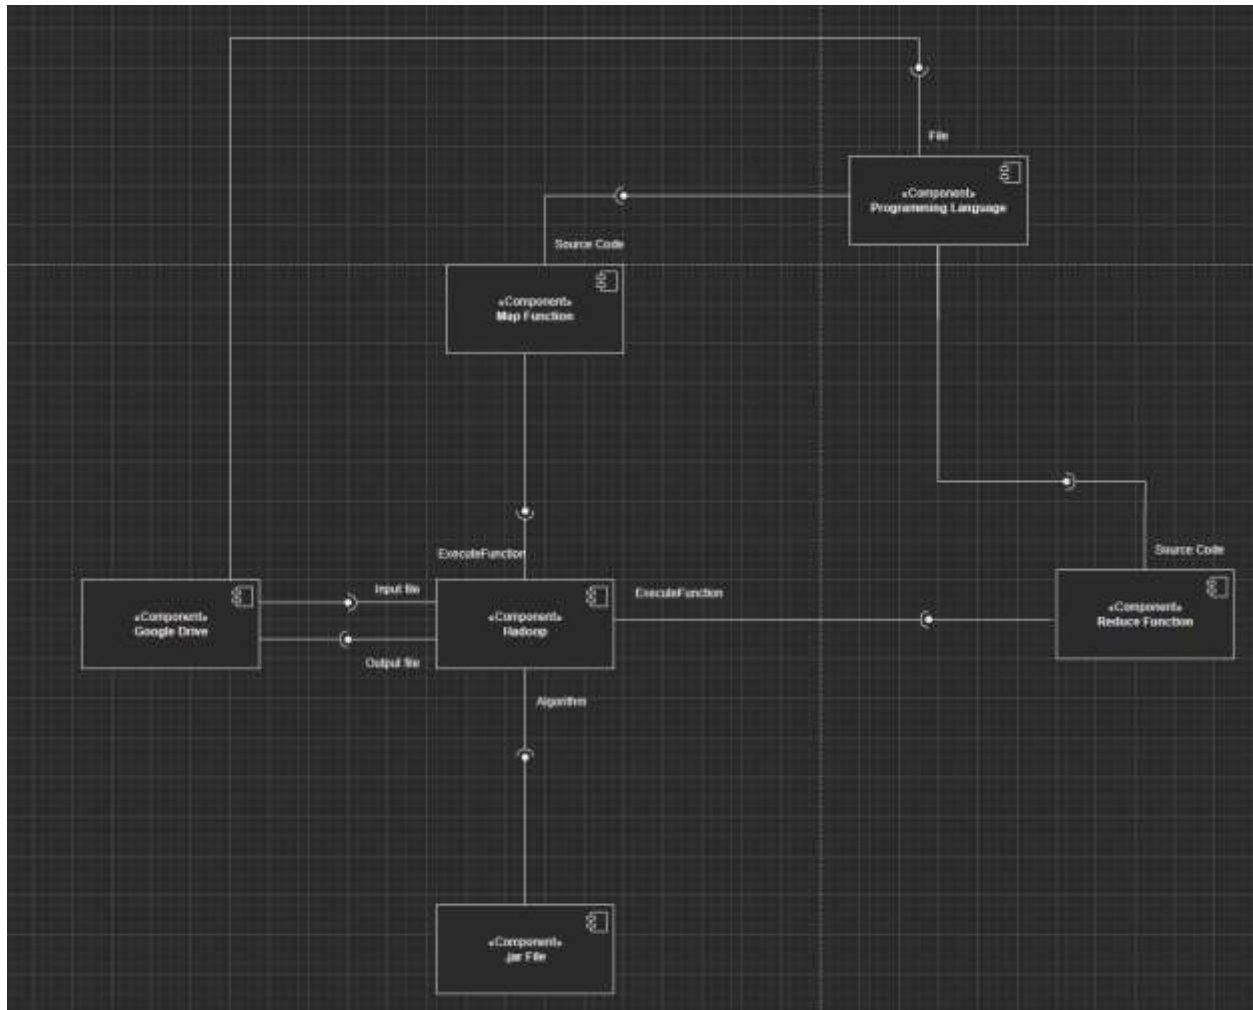 File
«Component»
Programming Language
Source Code
«Component»
Map Function
ExecuteFunction
Source Code
Input file
«Component»
Google Drive
«Component»
Hadoop
ExecuteFunction
«Component»
Reduce Function
Output file
Algorithm
«Component»
.jar File